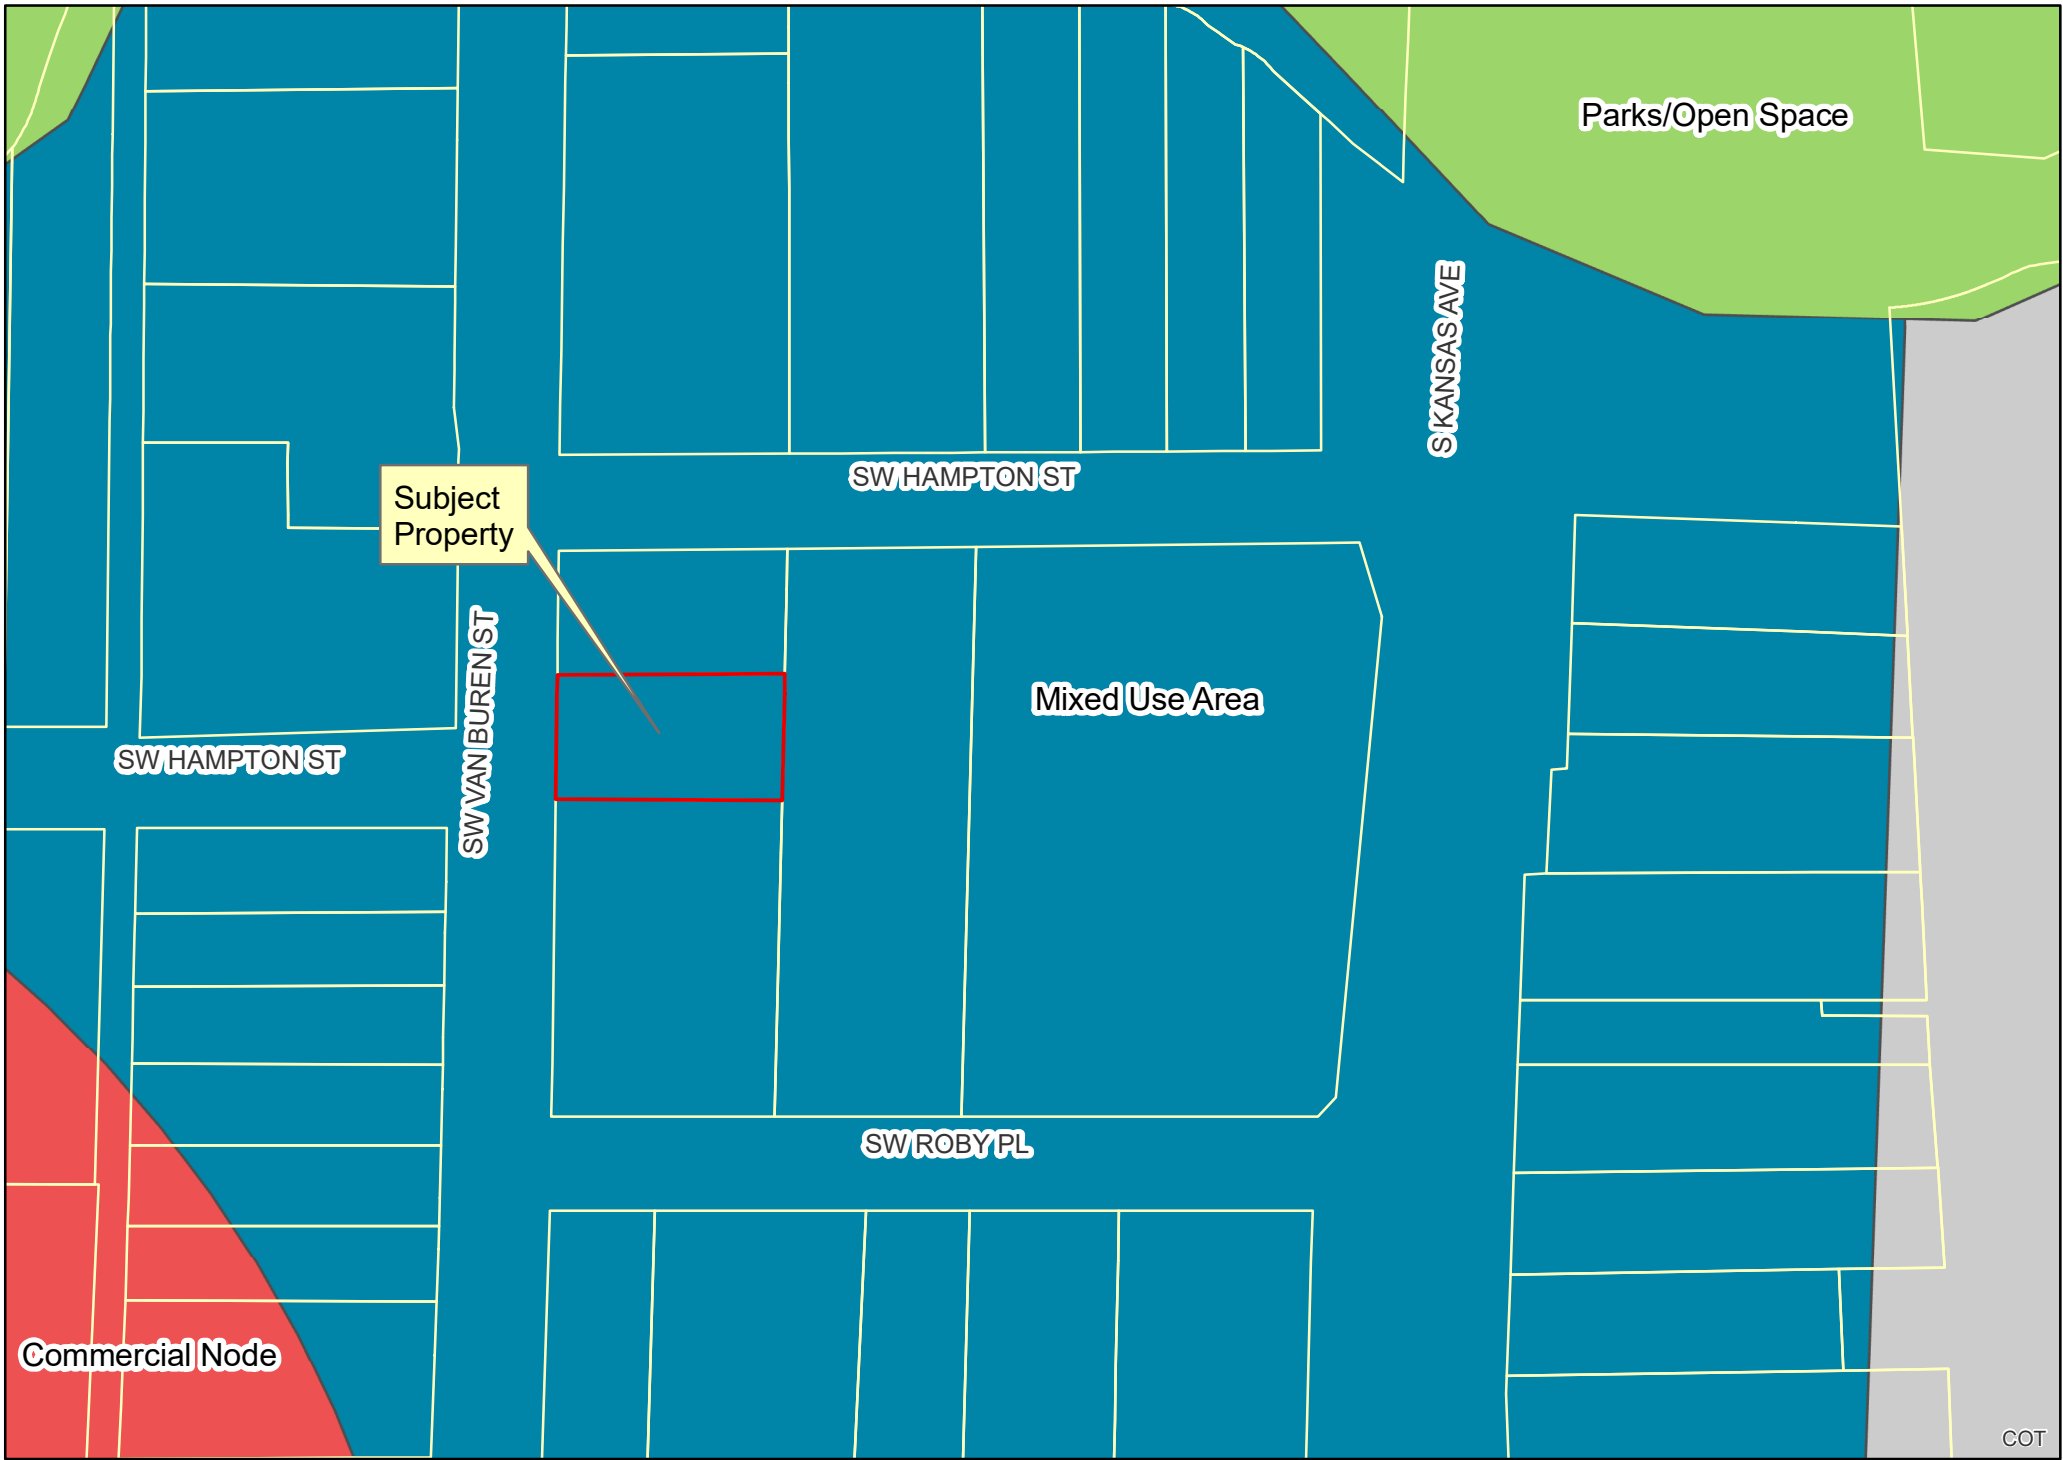 Parks/Open Space
S KANSAS AVE
SW HAMPTON ST
Subject
Property
SW VAN BUREN ST
Mixed Use Area
SW HAMPTON ST
SW ROBY PL
Commercial Node
COT